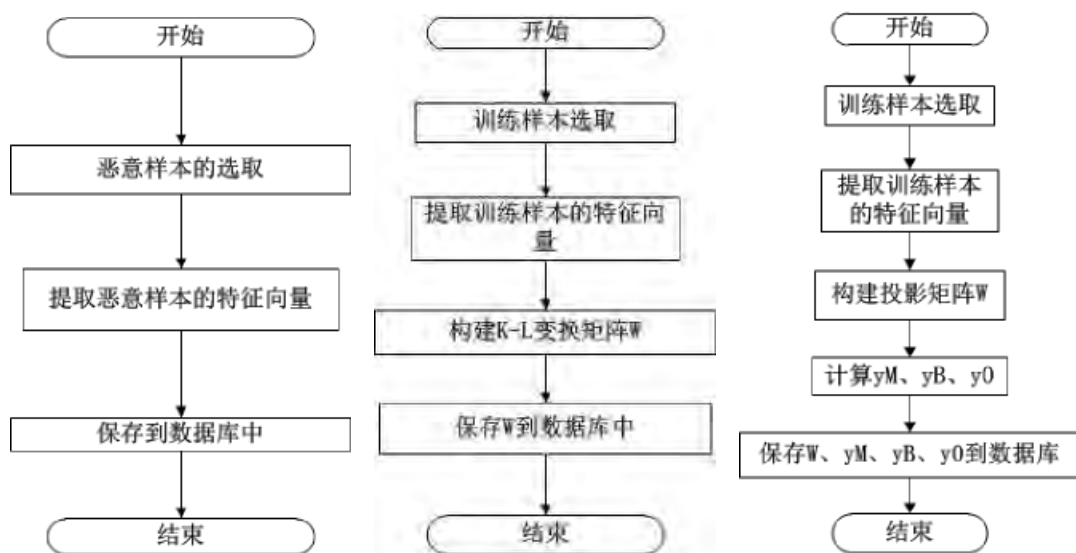 开始
恶意样本的选取
提取恶意样本的特征向量
保存到数据库中
结束
开始
训练样本选取
提取训练样本的特征向
量
构建K-L变换矩阵W
保存W到数据库中
结束
开始
训练样本选取
提取训练样本
的特征向量
构建投影矩阵W
计算yM、yB、y0
保存W、yM、yB、y0到数据库
结束